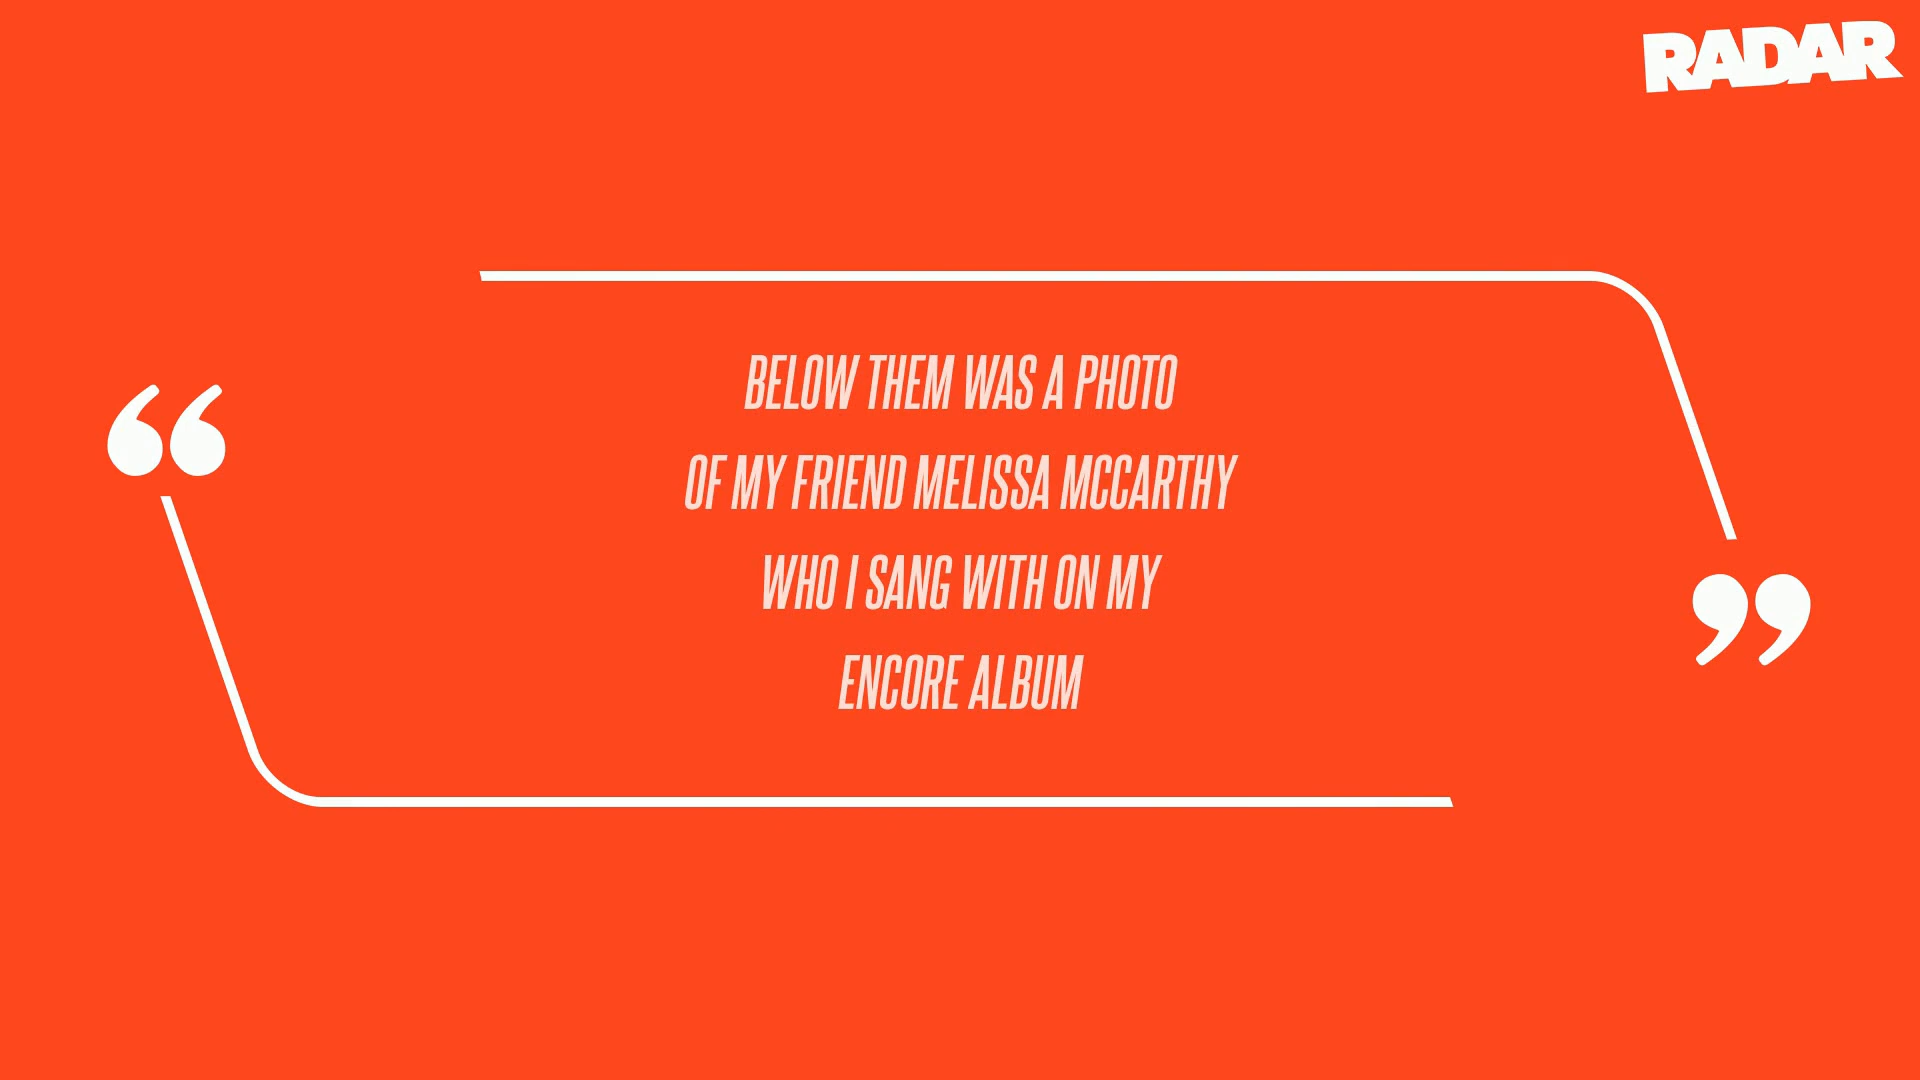 RADAR
BELOW THEM WAS A PHOTO
OF MY FRIEND MELISSA MCCARTHY
WHO I SANG WITH ON MY
ENCORE ALBUM